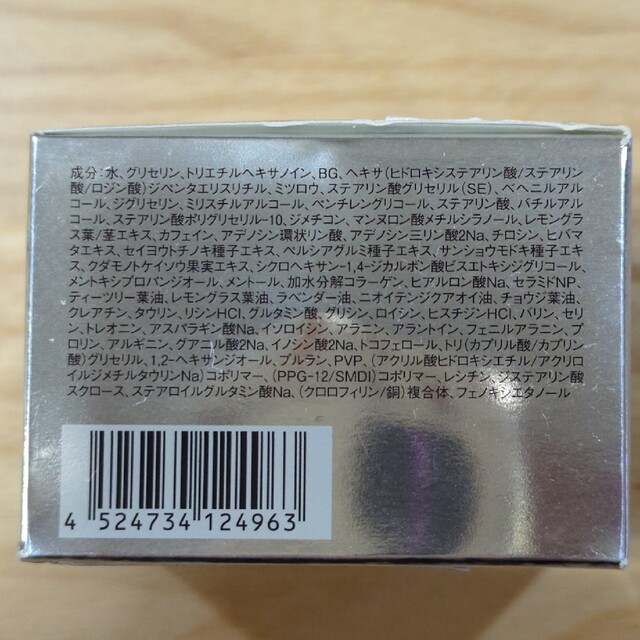 成分：水、グリセリン、トリエチルヘキサノイン、BG、ヘキサ（ヒドロキシステアリン酸/ステアリン
酸/ロジン酸）ジペンタエリスリチル、ミツロウ、ステアリン酸グリセリル（SE）、ベヘニルアル
コール、ジグリセリン、ミリスチルアルコール、ペンチレングリコール、ステアリン酸、バチルアル
コール、ステアリン酸ポリグリセリル-10、ジメチコン、マンヌロン酸メチルシラノール、レモングラ
ス葉/茎エキス、カフェイン、アデノシン環状リン酸、アデノシン三リン酸2Na、チロシン、ヒバマ
タエキス、セイヨウトチノキ種子エキス、ペルシアグルミ種子エキス、サンショウモドキ種子エキ
ス、クダモノトケイソウ果実エキス、シクロヘキサン-1,4-ジカルボン酸ビスエトキシジグリコール、
メントキシプロパンジオール、メントール、加水分解コラーゲン、ヒアルロン酸Na、セラミドNP、
ティーツリー葉油、レモングラス葉油、ラベンダー油、ニオイテンジクアオイ油、チョウジ葉油、
クレアチン、タウリン、リシンHCl、グルタミン酸、グリシン、ロイシン、ヒスチジンHCl、バリン、セリ
ン、トレオニン、アスパラギン酸Na、イソロイシン、アラニン、アラントイン、フェニルアラニン、プ
ロリン、アルギニン、グアニル酸2Na、イノシン酸2Na、トコフェロール、トリ（カプリル酸/カプリン
酸）グリセリル、1,2-ヘキサンジオール、プルラン、PVP、（アクリル酸ヒドロキシエチル/アクリロ
イルジメチルタウリンNa）コポリマー、（PPG-12/SMDI）コポリマー、レシチン、ジステアリン酸
スクロース、ステアロイルグルタミン酸Na、（クロロフィリン/銅）複合体、フェノキシエタノール
4 524734 124963